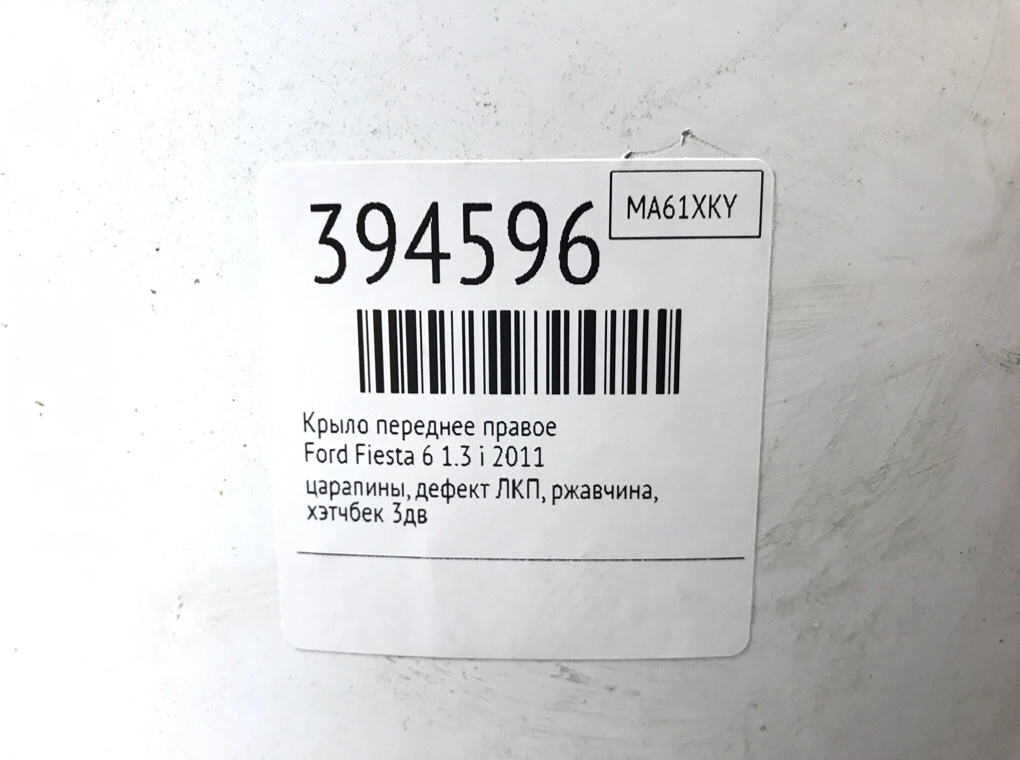 394596
MA61XKY
Крыло переднее правое
Ford Fiesta 6 1.3 i 2011
царапины, дефект ЛКП, ржавчина,
хэтчбек 3дв